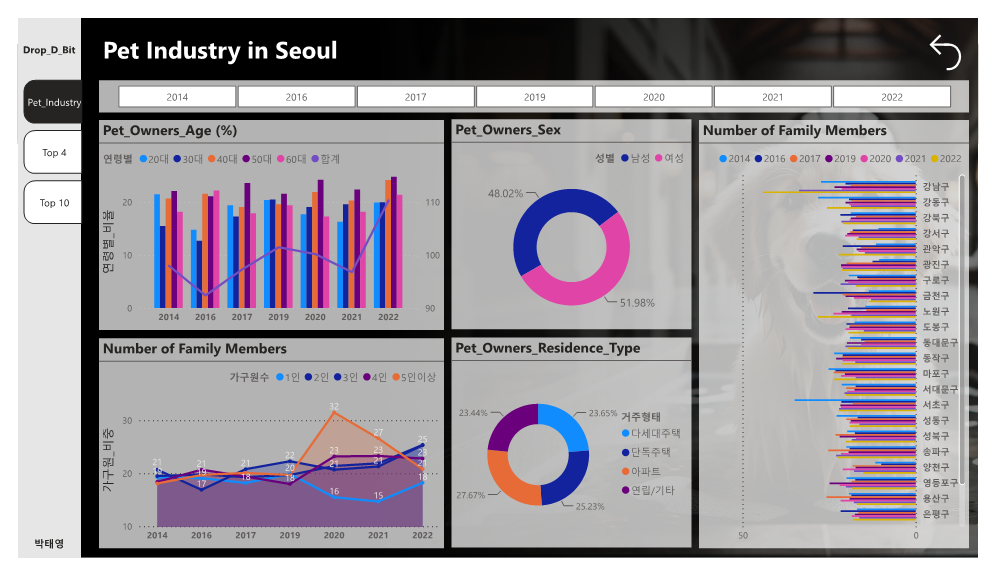 Drop_D_Bit
Pet Industry in Seoul
Pet_Industry
Top 4
Top 10
박태영
2014 2016 2017 2019 2020 2021 2022
Pet_Owners_Age (%)
연령별 20대 30대 40대 50대 60대 합계
연령별_비율
20
10
0
110
100
90
2014 2016 2017 2019 2020 2021 2022
Pet_Owners_Sex
성별 남성 여성
48.02%
51.98%
Number of Family Members
2014 2016 2017 2019 2020 2021 2022
강남구
강동구
강북구
강서구
관악구
광진구
구로구
금천구
노원구
도봉구
동대문구
동작구
마포구
서대문구
서초구
성동구
성북구
송파구
양천구
영등포구
용산구
은평구
50 0
Number of Family Members
가구원수 1인 2인 3인 4인 5인이상
가구원_비중
30
20
10
21 19 17 19 21 18 22 20 18 32 23 21 16 27 23 21 15 25 23 21 18
2014 2016 2017 2019 2020 2021 2022
Pet_Owners_Residence_Type
23.44%
23.65%
27.67%
25.23%
거주형태
다세대주택
단독주택
아파트
연립/기타